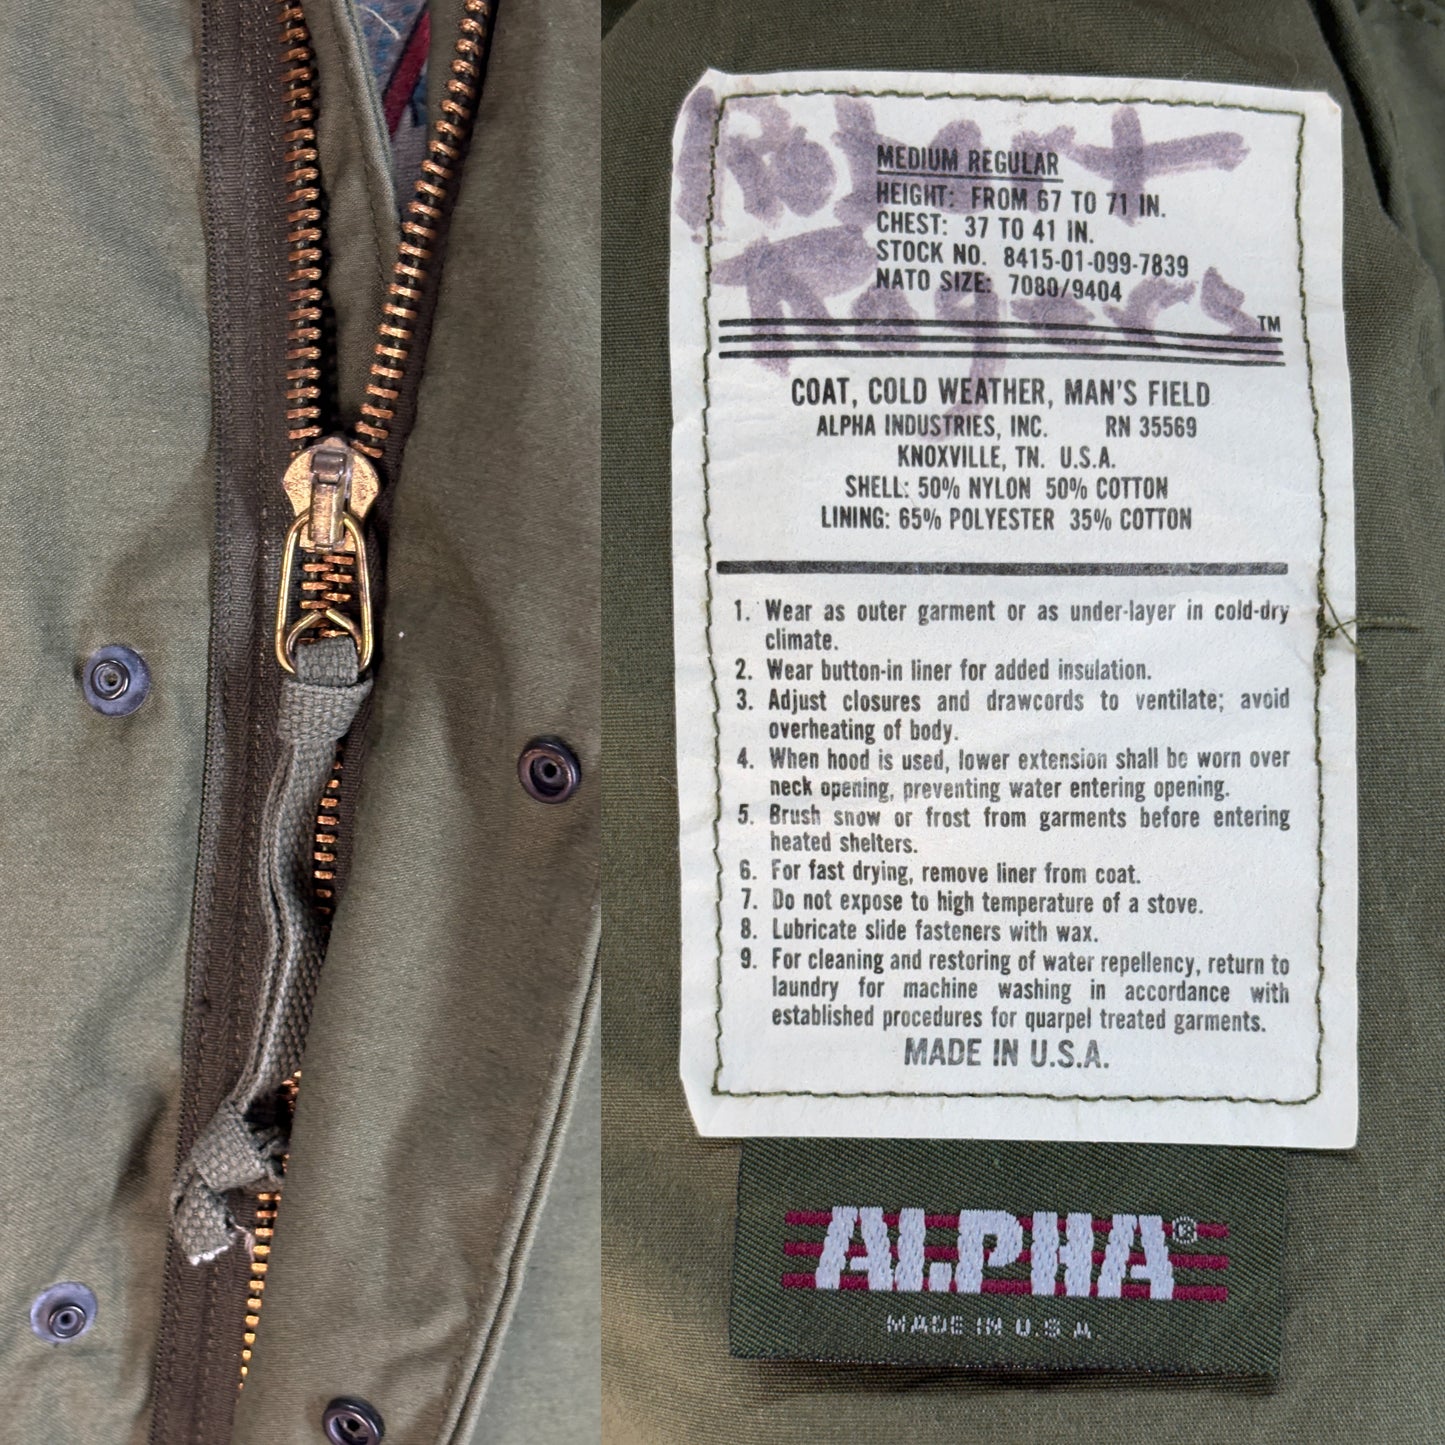 Robert
Rogers
MEDIUM REGULAR
HEIGHT: FROM 67 TO 71 IN.
CHEST: 37 TO 41 IN.
STOCK NO. 8415-01-099-7839
NATO SIZE: 7080/9404
TM
COAT, COLD WEATHER, MAN'S FIELD
ALPHA INDUSTRIES, INC. RN 35569
KNOXVILLE, TN. U.S.A.
SHELL: 50% NYLON 50% COTTON
LINING: 65% POLYESTER 35% COTTON
1. Wear as outer garment or as under-layer in cold-dry
climate.
2. Wear button-in liner for added insulation.
3. Adjust closures and drawcords to ventilate; avoid
overheating of body.
4. When hood is used, lower extension shall be worn over
neck opening, preventing water entering opening.
5. Brush snow or frost from garments before entering
heated shelters.
6. For fast drying, remove liner from coat.
7. Do not expose to high temperature of a stove.
8. Lubricate slide fasteners with wax.
9. For cleaning and restoring of water repellency, return to
laundry for machine washing in accordance with
established procedures for quarpel treated garments.
MADE IN U.S.A.
ALPHA®
MADE IN U.S.A.